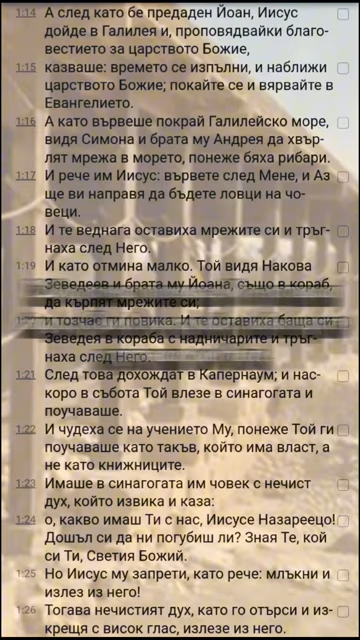 1:14 А след като бе предаден Йоан, Иисус
дойде в Галилея и, проповядвайки благо-
вестието за царството Божие,
1:15 казваше: времето се изпълни, и наближи
царството Божие; покайте се и вярвайте в
Евангелието.
1:16 А като вървеше покрай Галилейско море,
видя Симона и брата му Андрея да хвър-
лят мрежа в морето, понеже бяха рибари.
1:17 И рече им Иисус: вървете след Мене, и Аз
ще ви направя да бъдете ловци на чо-
веци.
1:18 И те веднага оставиха мрежите си и тръг-
наха след Него.
1:19 И като отмина малко. Той видя Накова
Зеведеев и брата му Йоана, също в кораб,
да кърпят мрежите си;
и тозчас ги повика. И те оставиха баща си
Зеведея в кораба с надничарите и тръг-
наха след Него.
1:21 След това дохождат в Капернаум; и нас-
коро в събота Той влезе в синагогата и
поучаваше.
1:22 И чудеха се на учението Му, понеже Той ги
поучаваше като такъв, който има власт, а
не като книжниците.
1:23 Имаше в синагогата им човек с нечист
дух, който извика и каза:
1:24 о, какво имаш Ти с нас, Иисусе Назареецо!
Дошъл си да ни погубиш ли? Зная Те, кой
си Ти, Светия Божий.
1:25 Но Иисус му запрети, като рече: млъкни и
излез из него!
1:26 Тогава нечистият дух, като го отърси и из-
крещя с висок глас, излезе из него.